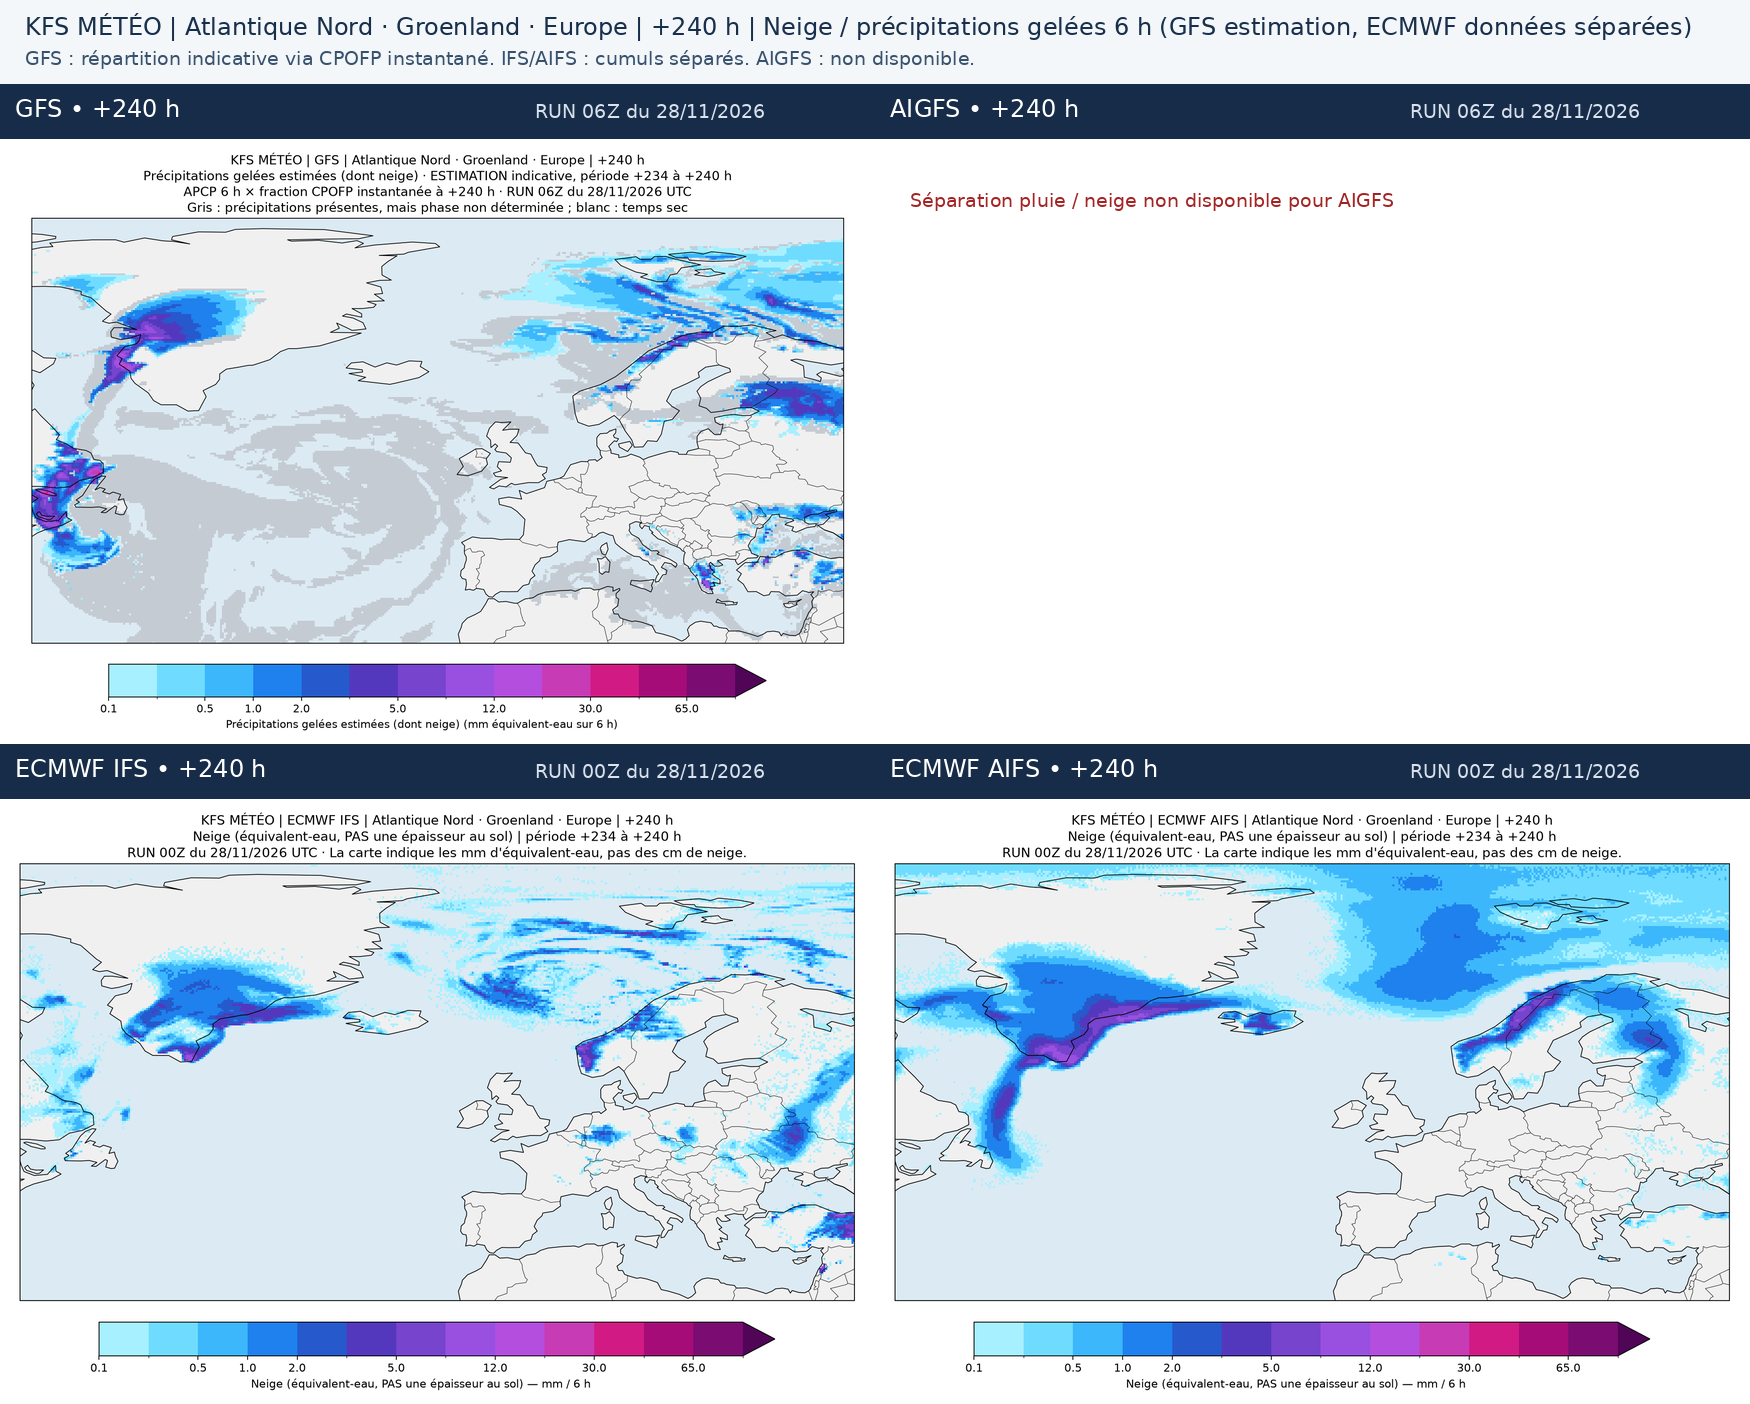 KFS MÉTÉO | Atlantique Nord · Groenland · Europe | +240 h | Neige / précipitations gelées 6 h (GFS estimation, ECMWF données séparées)
GFS : répartition indicative via CPOFP instantané. IFS/AIFS : cumuls séparés. AIGFS : non disponible.
GFS • +240 h RUN 06Z du 28/11/2026
KFS MÉTÉO | GFS | Atlantique Nord · Groenland · Europe | +240 h
Précipitations gelées estimées (dont neige) · ESTIMATION indicative, période +234 à +240 h
APCP 6 h × fraction CPOFP instantanée à +240 h · RUN 06Z du 28/11/2026 UTC
Gris : précipitations présentes, mais phase non déterminée ; blanc : temps sec
0.1 0.5 1.0 2.0 5.0 12.0 30.0 65.0
Précipitations gelées estimées (dont neige) (mm équivalent-eau sur 6 h)
AIGFS • +240 h RUN 06Z du 28/11/2026
Séparation pluie / neige non disponible pour AIGFS
ECMWF IFS • +240 h RUN 00Z du 28/11/2026
KFS MÉTÉO | ECMWF IFS | Atlantique Nord · Groenland · Europe | +240 h
Neige (équivalent-eau, PAS une épaisseur au sol) | période +234 à +240 h
RUN 00Z du 28/11/2026 UTC · La carte indique les mm d'équivalent-eau, pas des cm de neige.
0.1 0.5 1.0 2.0 5.0 12.0 30.0 65.0
Neige (équivalent-eau, PAS une épaisseur au sol) — mm / 6 h
ECMWF AIFS • +240 h RUN 00Z du 28/11/2026
KFS MÉTÉO | ECMWF AIFS | Atlantique Nord · Groenland · Europe | +240 h
Neige (équivalent-eau, PAS une épaisseur au sol) | période +234 à +240 h
RUN 00Z du 28/11/2026 UTC · La carte indique les mm d'équivalent-eau, pas des cm de neige.
0.1 0.5 1.0 2.0 5.0 12.0 30.0 65.0
Neige (équivalent-eau, PAS une épaisseur au sol) — mm / 6 h